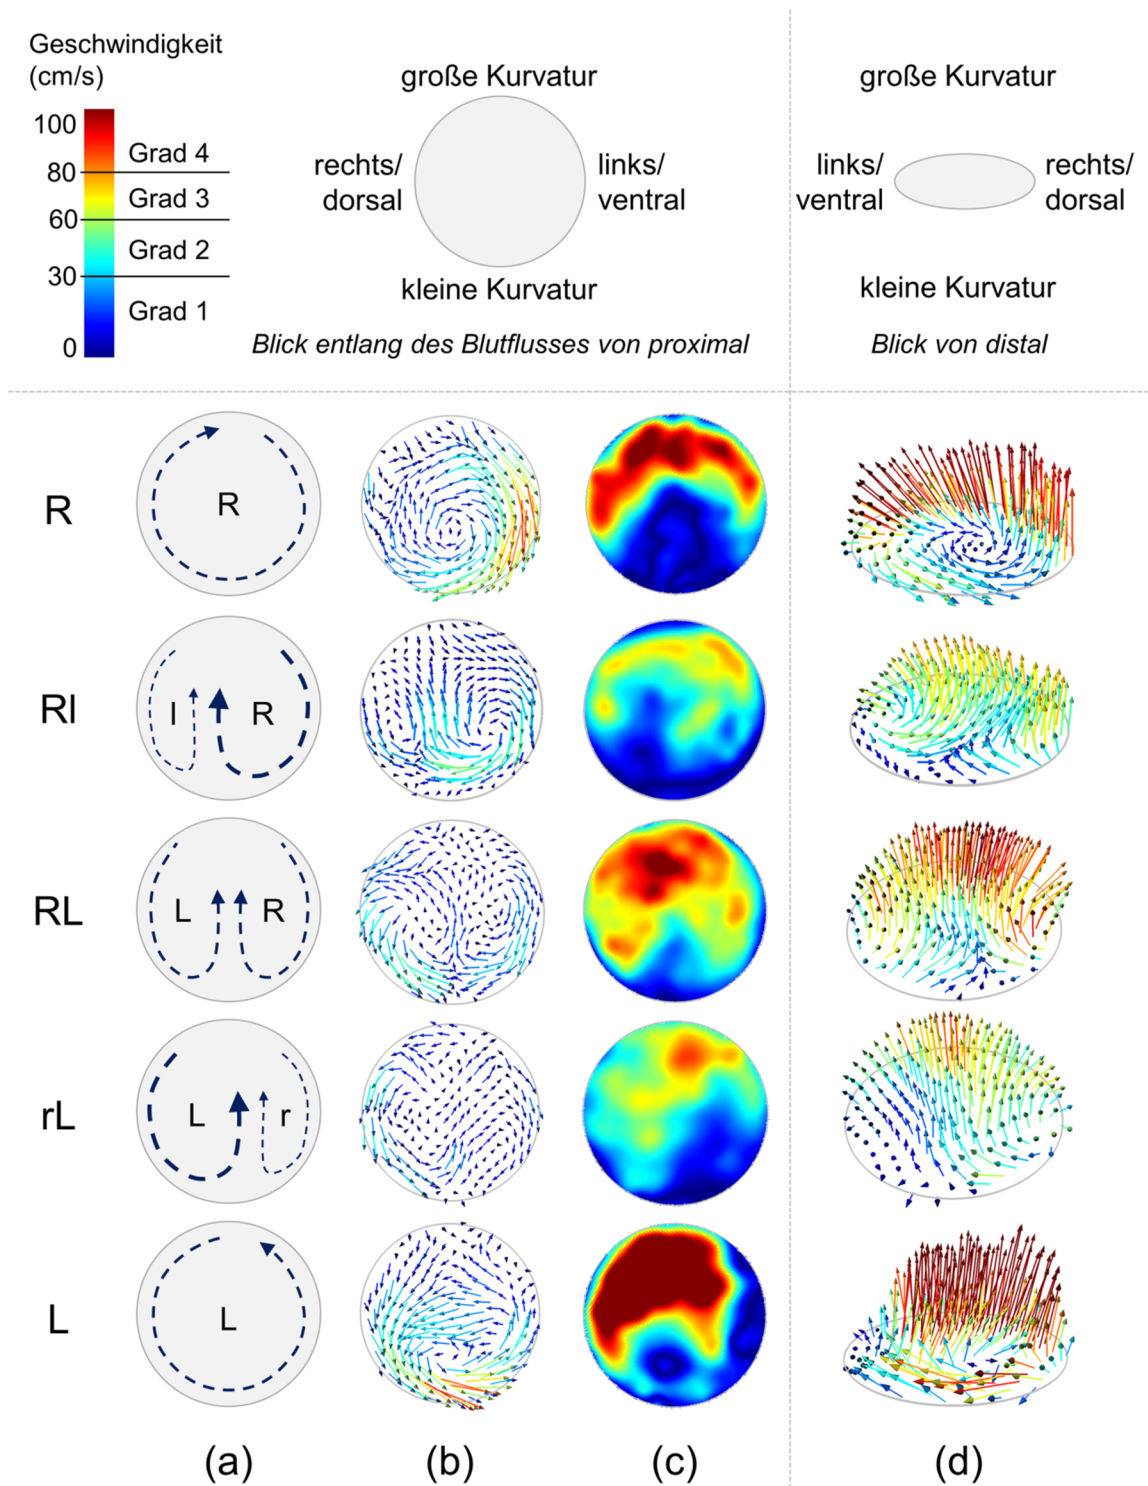 Geschwindigkeit
(cm/s)
100
80
60
30
0
Grad 4
Grad 3
Grad 2
Grad 1
große Kurvatur
rechts/
dorsal
links/
ventral
kleine Kurvatur
Blick entlang des Blutflusses von proximal
große Kurvatur
links/
ventral
rechts/
dorsal
kleine Kurvatur
Blick von distal
R
R
Rl
l R
RL
L R
rL
L r
L
L
(a) (b) (c) (d)